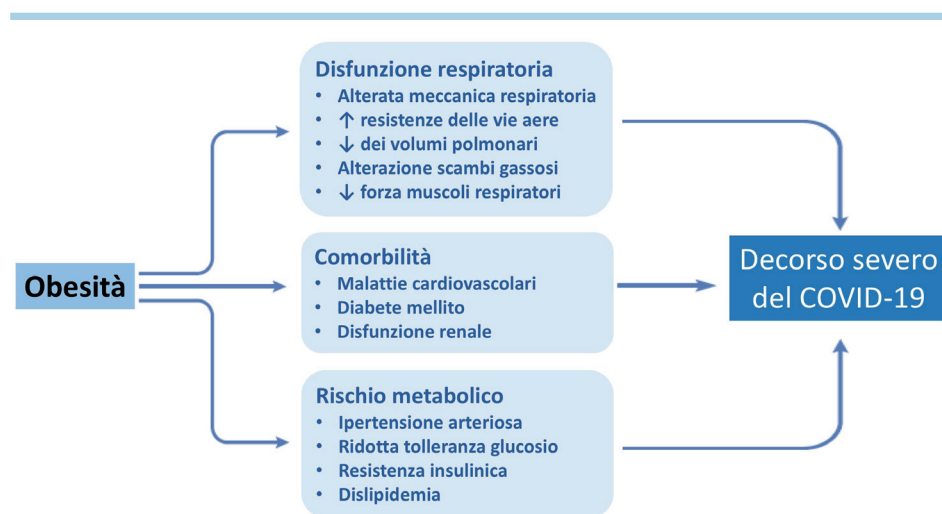 Obesità
Disfunzione respiratoria
• Alterata meccanica respiratoria
• ↑ resistenze delle vie aeree
• ↓ dei volumi polmonari
• Alterazione scambi gassosi
• ↓ forza muscoli respiratori
Comorbilità
• Malattie cardiovascolari
• Diabete mellito
• Disfunzione renale
Rischio metabolico
• Ipertensione arteriosa
• Ridotta tolleranza glucosio
• Resistenza insulinica
• Dislipidemia
Decorso severo
del COVID-19